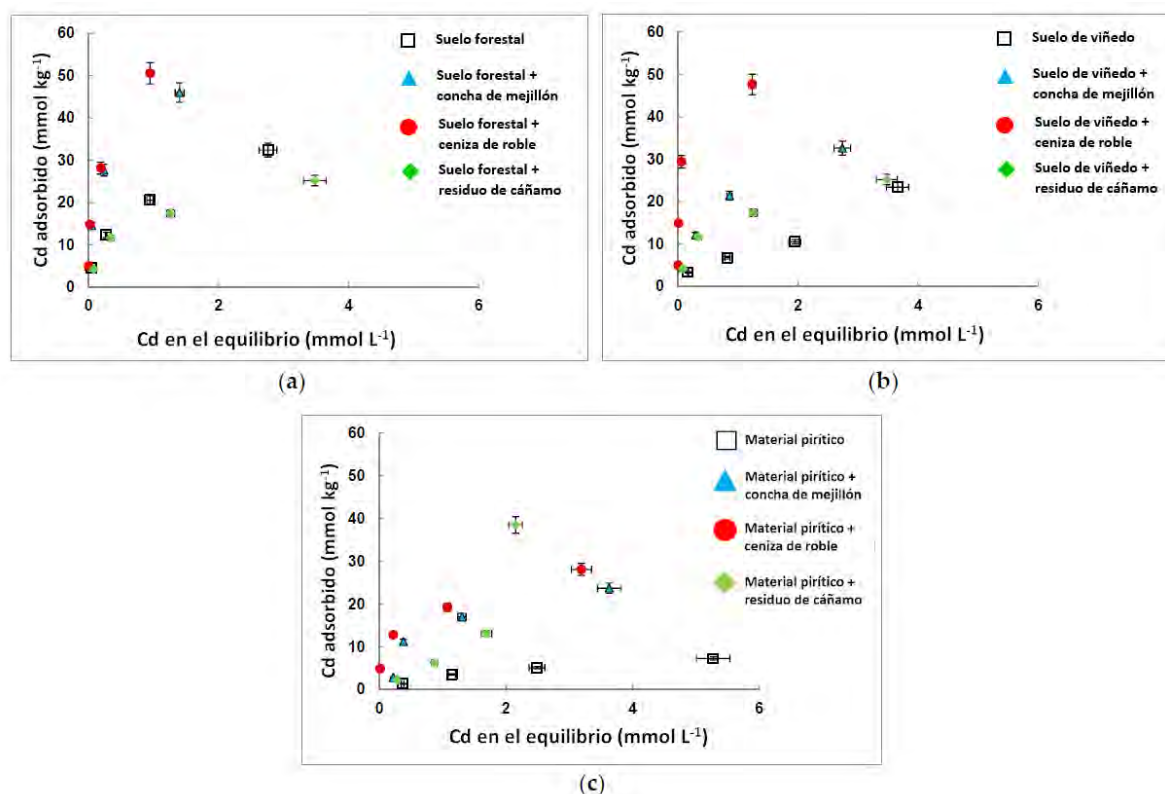 60
50
40
30
20
10
0
Cd adsorbido (mmol kg⁻¹)
0
2
4
6
Cd en el equilibrio (mmol L⁻¹)
Suelo forestal
Suelo forestal +
concha de mejillón
Suelo forestal +
ceniza de roble
Suelo forestal +
residuo de cáñamo
(a)
60
50
40
30
20
10
0
Cd adsorbido (mmol kg⁻¹)
0
2
4
6
Cd en el equilibrio (mmol L⁻¹)
Suelo de viñedo
Suelo de viñedo +
concha de mejillón
Suelo de viñedo +
ceniza de roble
Suelo de viñedo +
residuo de cáñamo
(b)
60
50
40
30
20
10
0
Cd adsorbido (mmol kg⁻¹)
0
2
4
6
Cd en el equilibrio (mmol L⁻¹)
Material pirítico
Material pirítico +
concha de mejillón
Material pirítico +
ceniza de roble
Material pirítico +
residuo de cáñamo
(c)